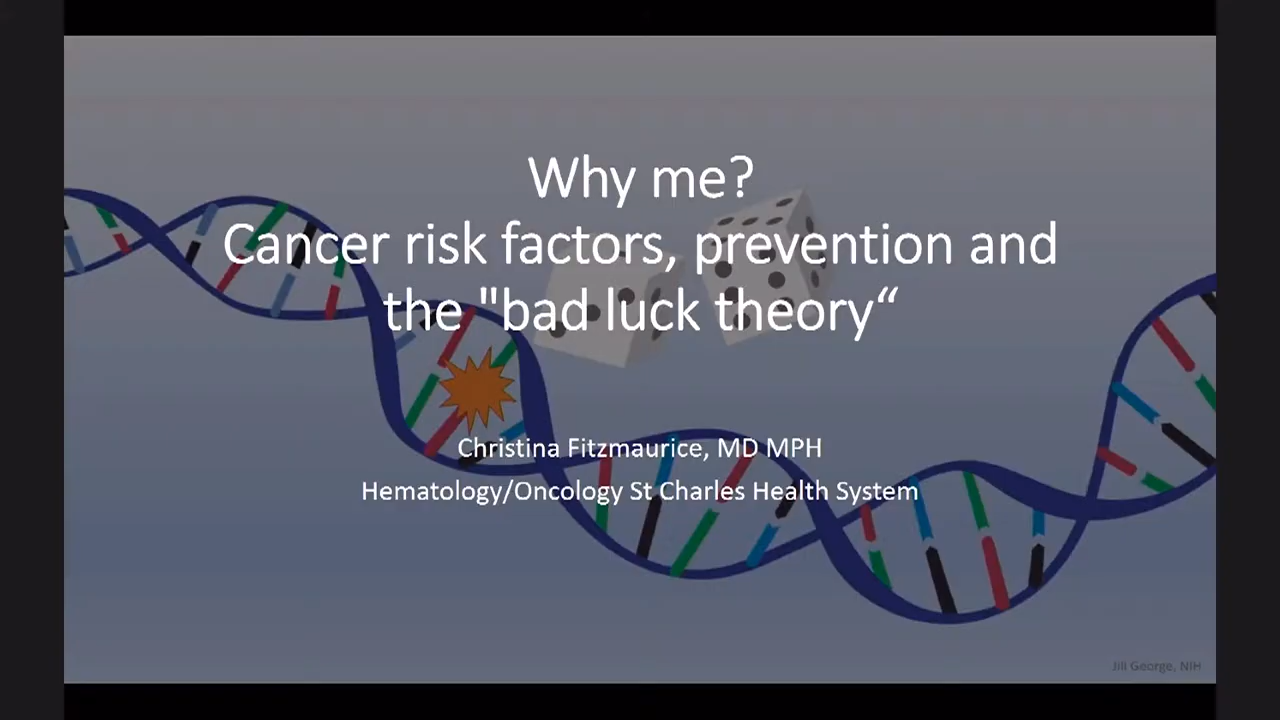 Why me?
Cancer risk factors, prevention and
the "bad luck theory“
Christina Fitzmaurice, MD MPH
Hematology/Oncology St Charles Health System
Jill George, NIH